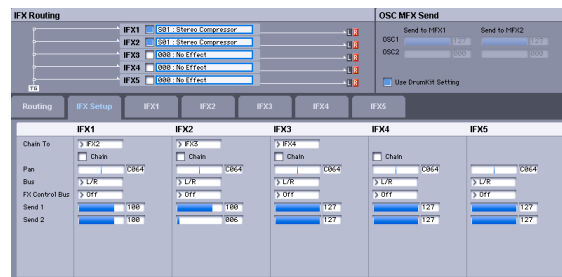 IFX Routing
OSC MFX Send
IFX1 S01 : Stereo Compressor L R
IFX2 S01 : Stereo Compressor L R
IFX3 000 : No Effect L R
IFX4 000 : No Effect L R
IFX5 000 : No Effect L R
TG
Send to MFX1 Send to MFX2
OSC1 127 127
OSC2 000 000
Use DrumKit Setting
Routing IFX Setup IFX1 IFX2 IFX3 IFX4 IFX5
IFX1 IFX2 IFX3 IFX4 IFX5
Chain To IFX2 IFX3 IFX4
Chain Chain Chain Chain
Pan C064 C064 C064 C064 C064
Bus L/R L/R L/R L/R L/R
FX Control Bus Off Off Off Off Off
Send 1 100 100 127 127 127
Send 2 100 006 127 127 127